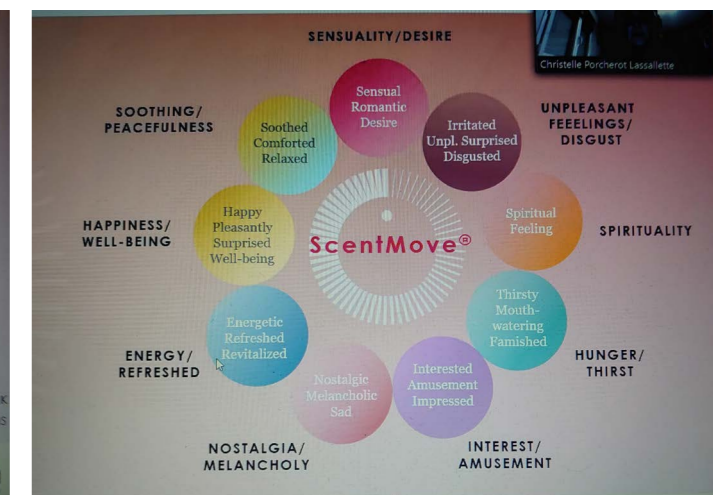 SENSUALITY/DESIRE
Christelle Porcherot Lassallette
Sensual
Romantic
Desire
SOOTHING/
PEACEFULNESS
Soothed
Comforted
Relaxed
Irritated
Unpl. Surprised
Disgusted
UNPLEASANT
FEEELINGS/
DISGUST
HAPPINESS/
WELL-BEING
Happy
Pleasantly
Surprised
Well-being
ScentMove®
Spiritual
Feeling
SPIRITUALITY
ENERGY/
REFRESHED
Energetic
Refreshed
Revitalized
Thirsty
Mouth-
watering
Famished
HUNGER/
THIRST
Nostalgic
Melancholic
Sad
Interested
Amusement
Impressed
NOSTALGIA/
MELANCHOLY
INTEREST/
AMUSEMENT
K
S